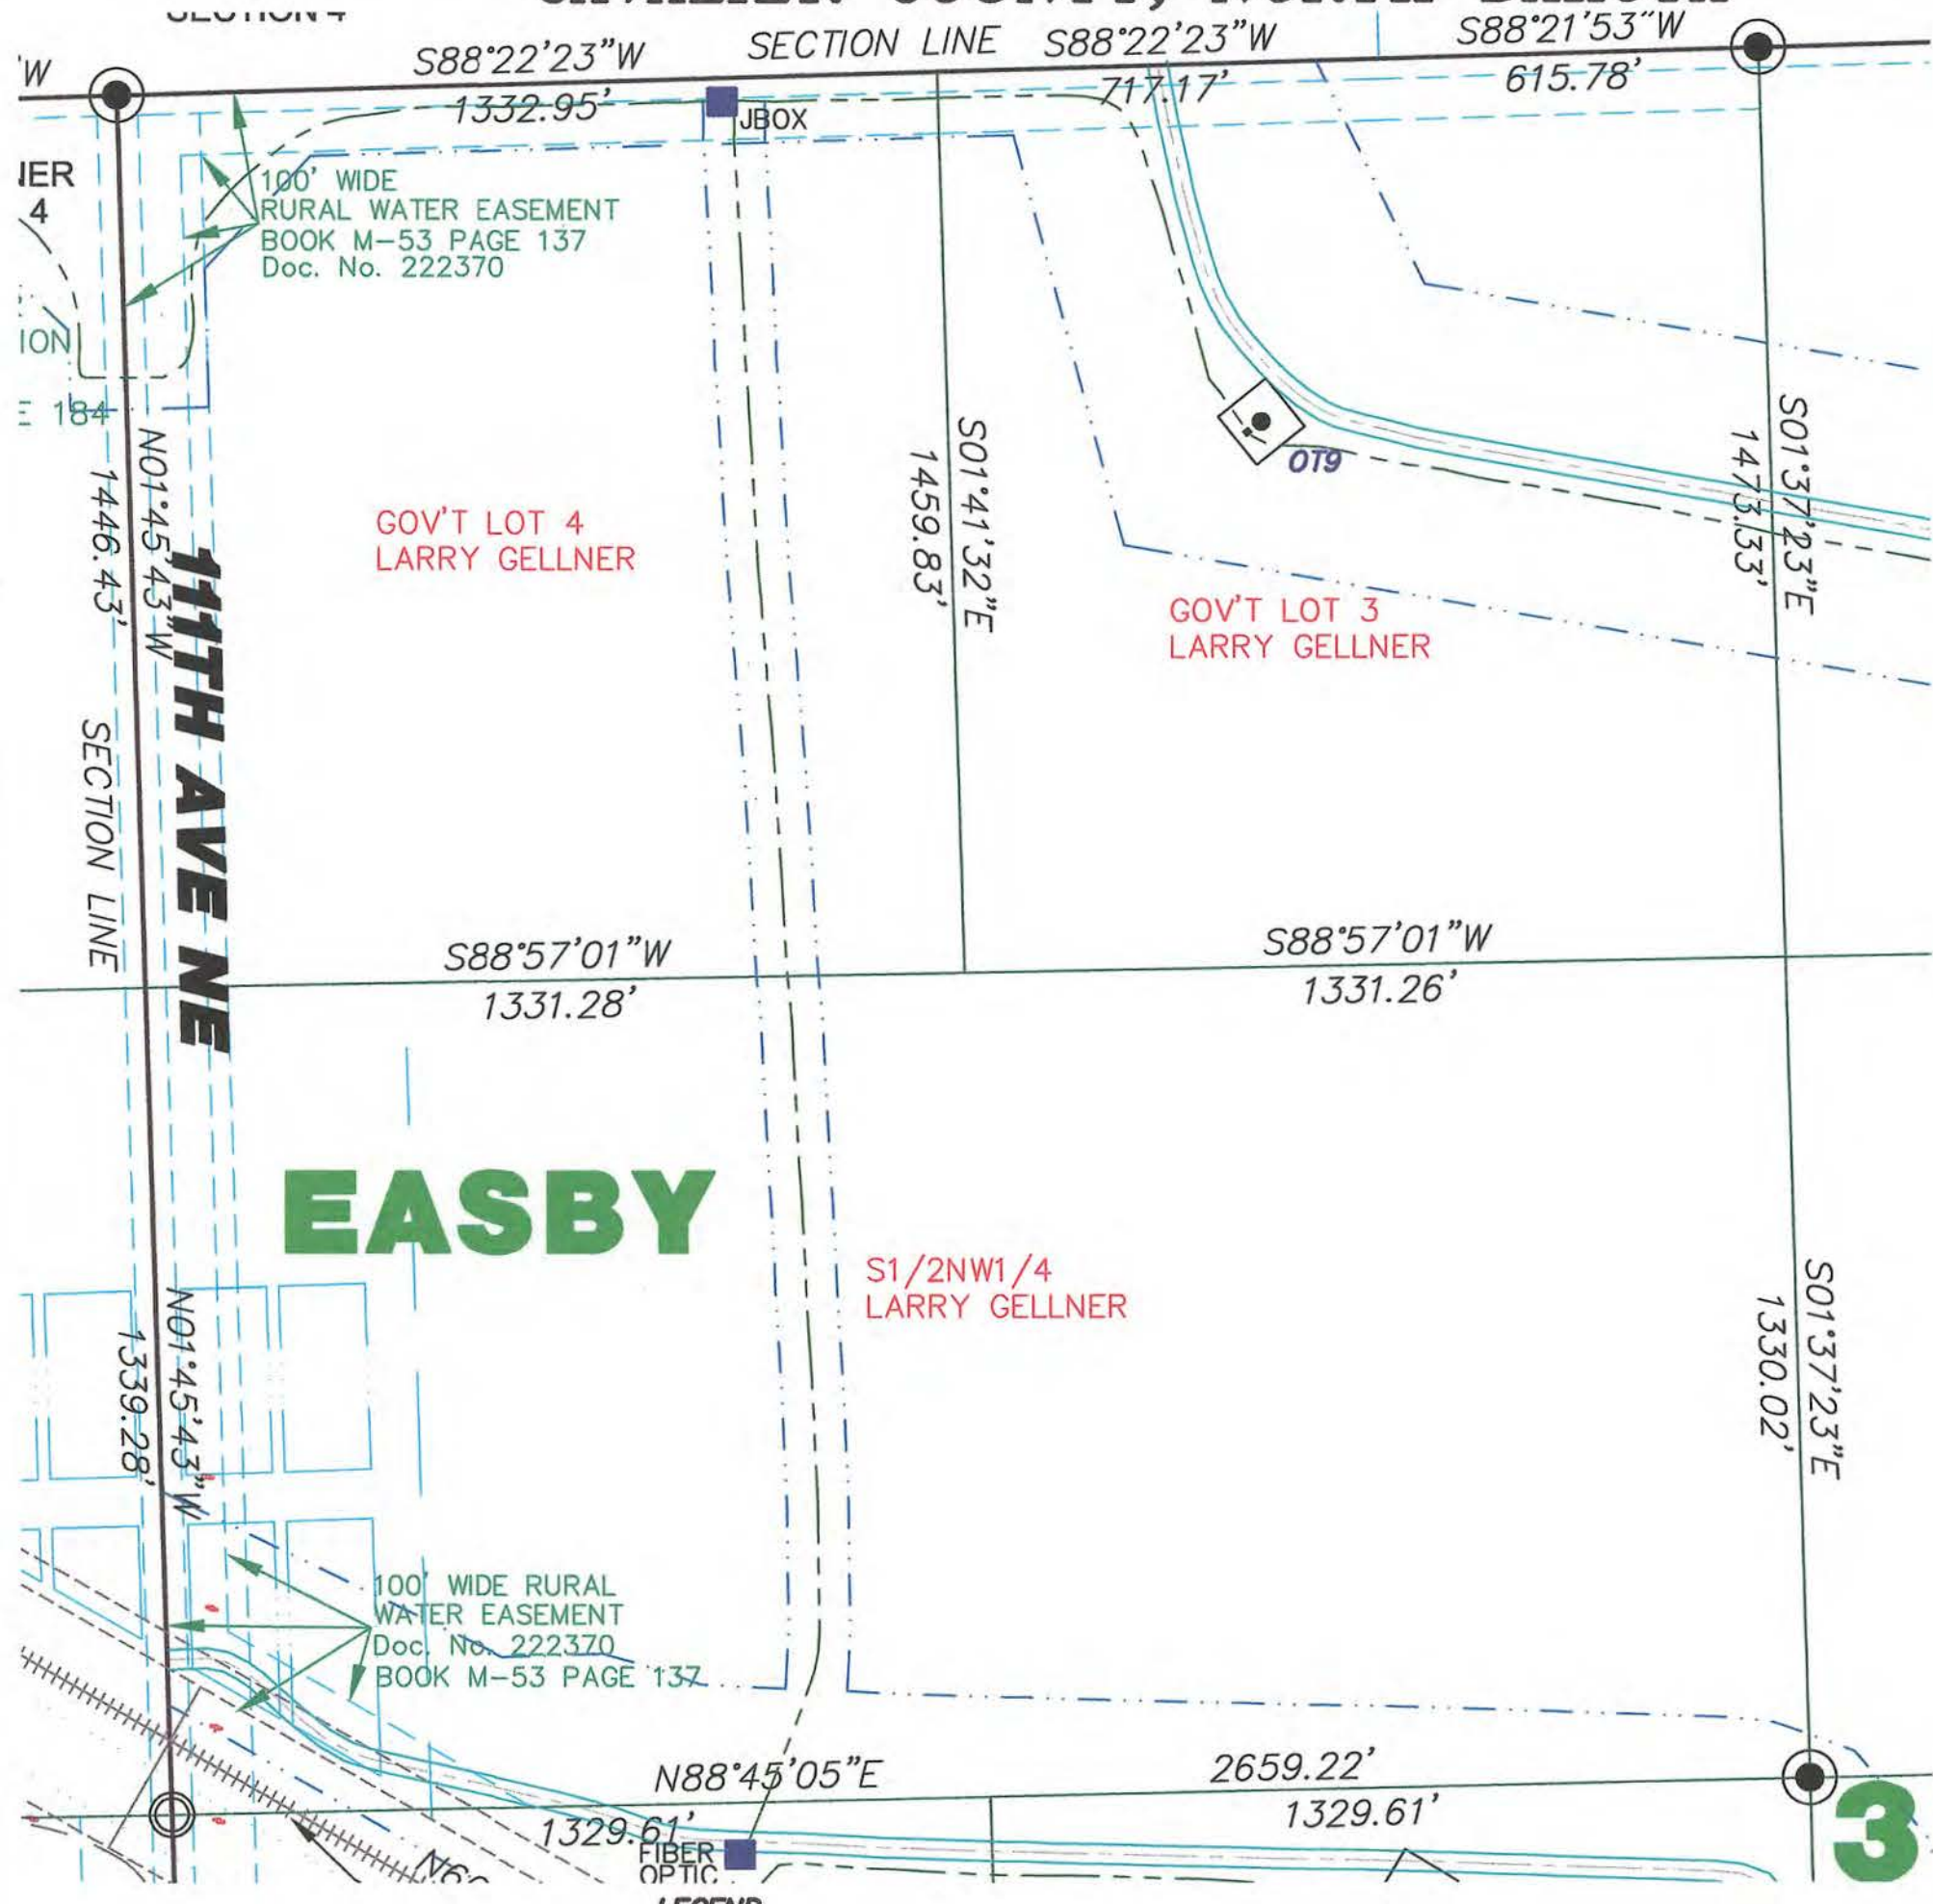 SECTION 4
CAVALIER COUNTY, NORTH DAKOTA
'W
S88°22'23"W
1332.95'
SECTION LINE
S88°22'23"W
717.17'
S88°21'53"W
615.78'
JBOX
100' WIDE
RURAL WATER EASEMENT
BOOK M-53 PAGE 137
Doc. No. 222370
4
184
N01°45'43"W
1446.43'
11TH AVE NE
SECTION LINE
GOV'T LOT 4
LARRY GELLNER
S01°41'32"E
1459.83'
OT9
GOV'T LOT 3
LARRY GELLNER
S01°37'23"E
1473.33'
S88°57'01"W
1331.28'
S88°57'01"W
1331.26'
EASBY
S1/2NW1/4
LARRY GELLNER
N01°45'43"W
1339.28'
S01°37'23"E
1330.02'
100' WIDE RURAL
WATER EASEMENT
Doc. No. 222370
BOOK M-53 PAGE 137
N88°45'05"E
1329.61'
2659.22'
1329.61'
FIBER
OPTIC
3
LEGEND